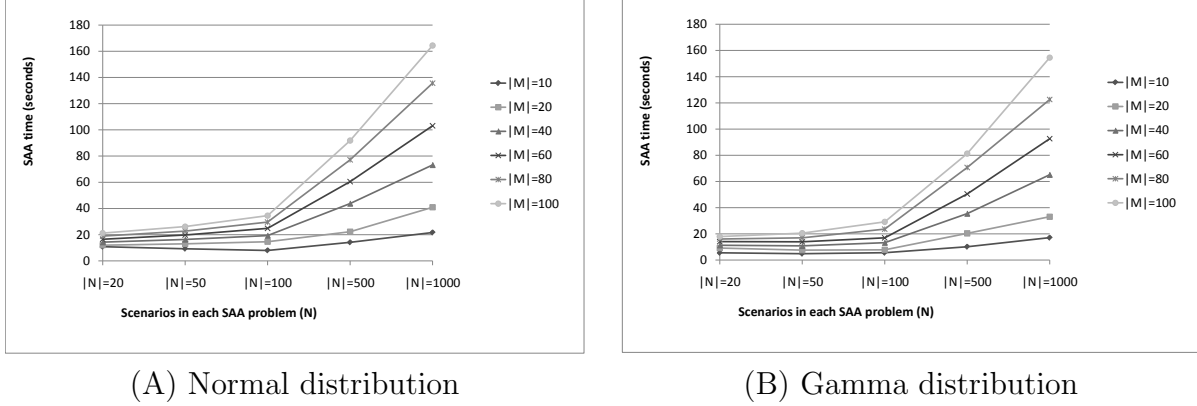 180
160
140
120
100
80
60
40
20
0
SAA time (seconds)
|N|=20 |N|=50 |N|=100 |N|=500 |N|=1000
Scenarios in each SAA problem (N)
|M|=10
|M|=20
|M|=40
|M|=60
|M|=80
|M|=100
(A) Normal distribution
180
160
140
120
100
80
60
40
20
0
SAA time (seconds)
|N|=20 |N|=50 |N|=100 |N|=500 |N|=1000
Scenarios in each SAA problem (N)
|M|=10
|M|=20
|M|=40
|M|=60
|M|=80
|M|=100
(B) Gamma distribution